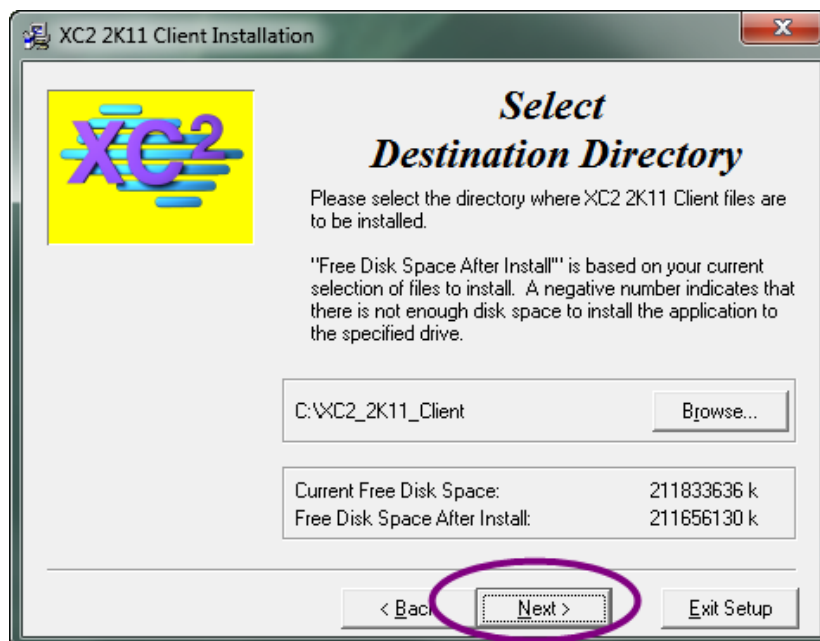 XC2 2K11 Client Installation
XC2
Select
Destination Directory
Please select the directory where XC2 2K11 Client files are
to be installed.
"Free Disk Space After Install"' is based on your current
selection of files to install. A negative number indicates that
there is not enough disk space to install the application to
the specified drive.
C:\XC2_2K11_Client
Browse...
Current Free Disk Space: 211833636 k
Free Disk Space After Install: 211656130 k
< Back Next > Exit Setup